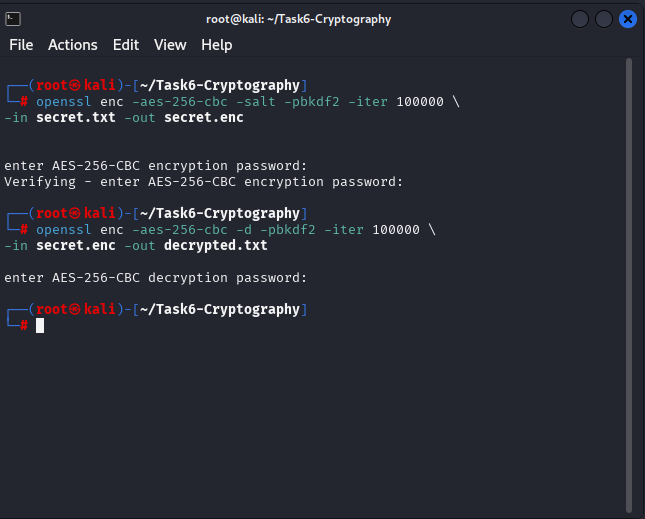 root@kali: ~/Task6-Cryptography
File Actions Edit View Help
┌──(root㉿kali)-[~/Task6-Cryptography]
└─# openssl enc -aes-256-cbc -salt -pbkdf2 -iter 100000 \
-in secret.txt -out secret.enc
enter AES-256-CBC encryption password:
Verifying - enter AES-256-CBC encryption password:
┌──(root㉿kali)-[~/Task6-Cryptography]
└─# openssl enc -aes-256-cbc -d -pbkdf2 -iter 100000 \
-in secret.enc -out decrypted.txt
enter AES-256-CBC decryption password:
┌──(root㉿kali)-[~/Task6-Cryptography]
└─#